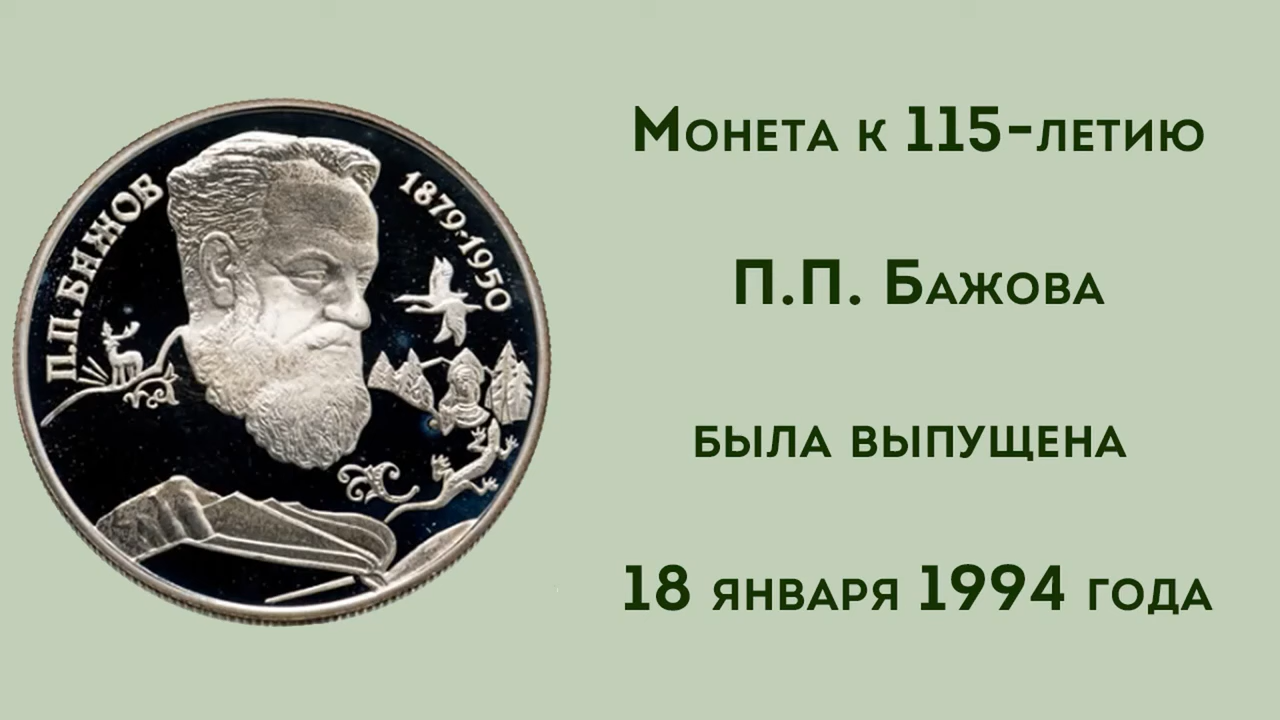 П.П. БАЖОВ
1879-1950
Монета к 115-летию
П.П. Бажова
была выпущена
18 января 1994 года